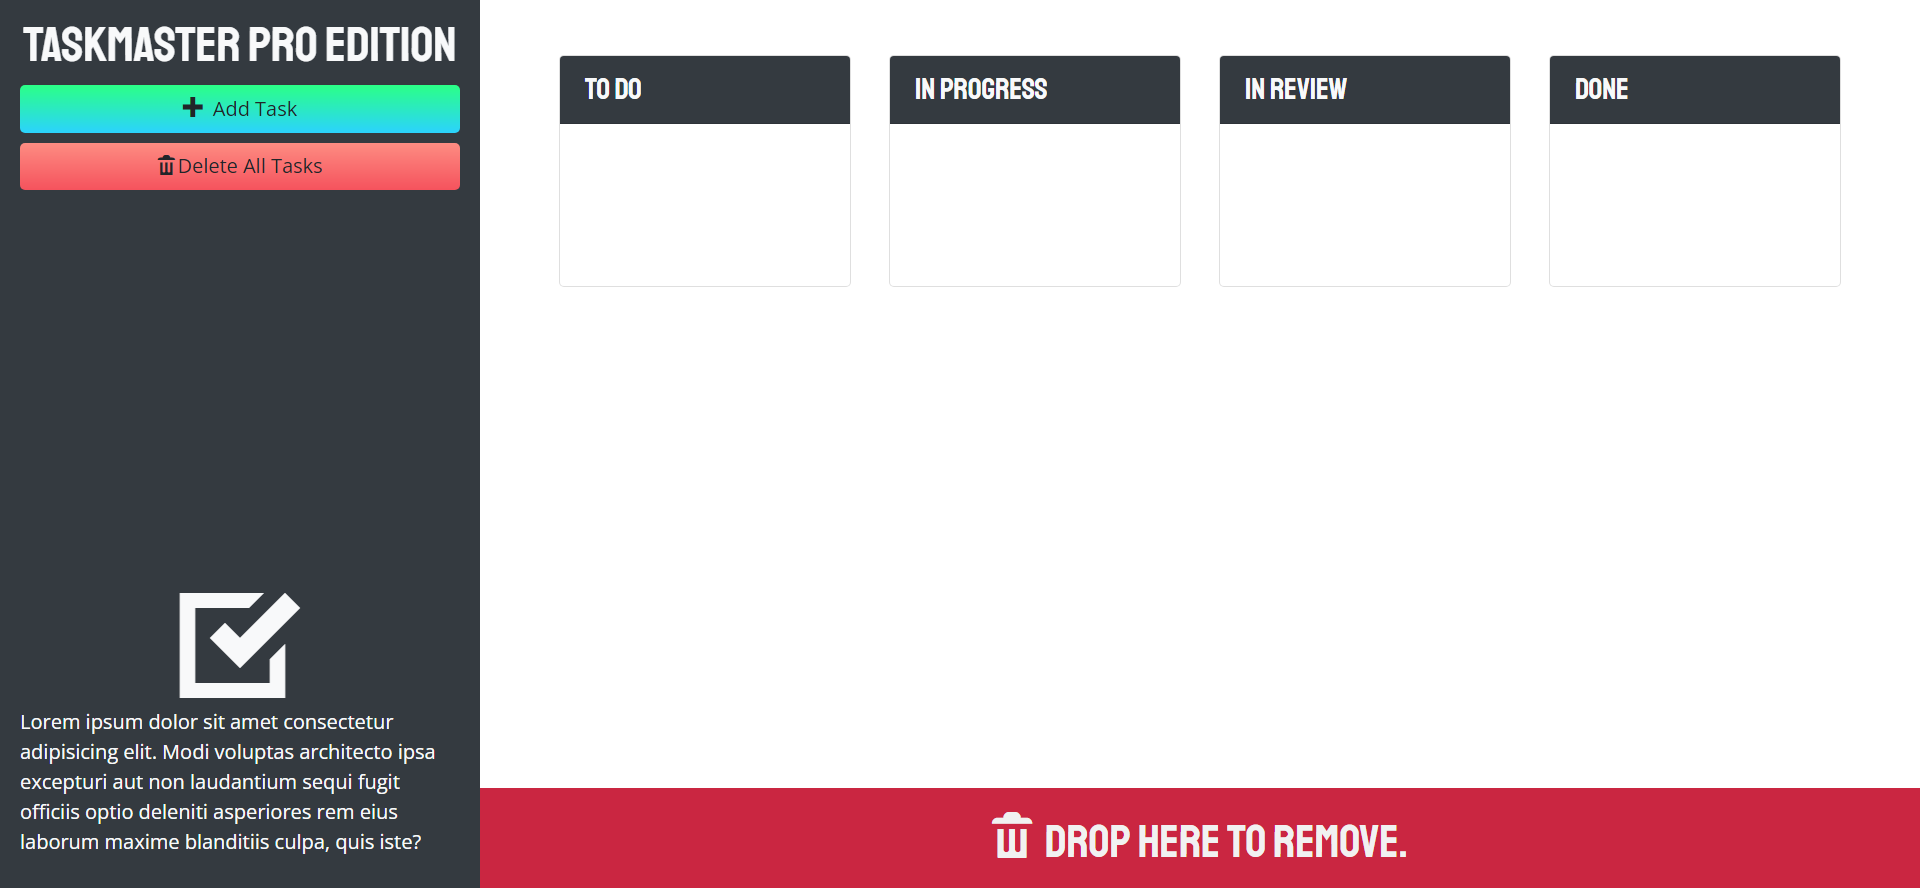 TASKMASTER PRO EDITION
Add Task
Delete All Tasks
Lorem ipsum dolor sit amet consectetur
adipisicing elit. Modi voluptas architecto ipsa
excepturi aut non laudantium sequi fugit
officiis optio deleniti asperiores rem eius
laborum maxime blanditiis culpa, quis iste?
TO DO
IN PROGRESS
IN REVIEW
DONE
DROP HERE TO REMOVE.